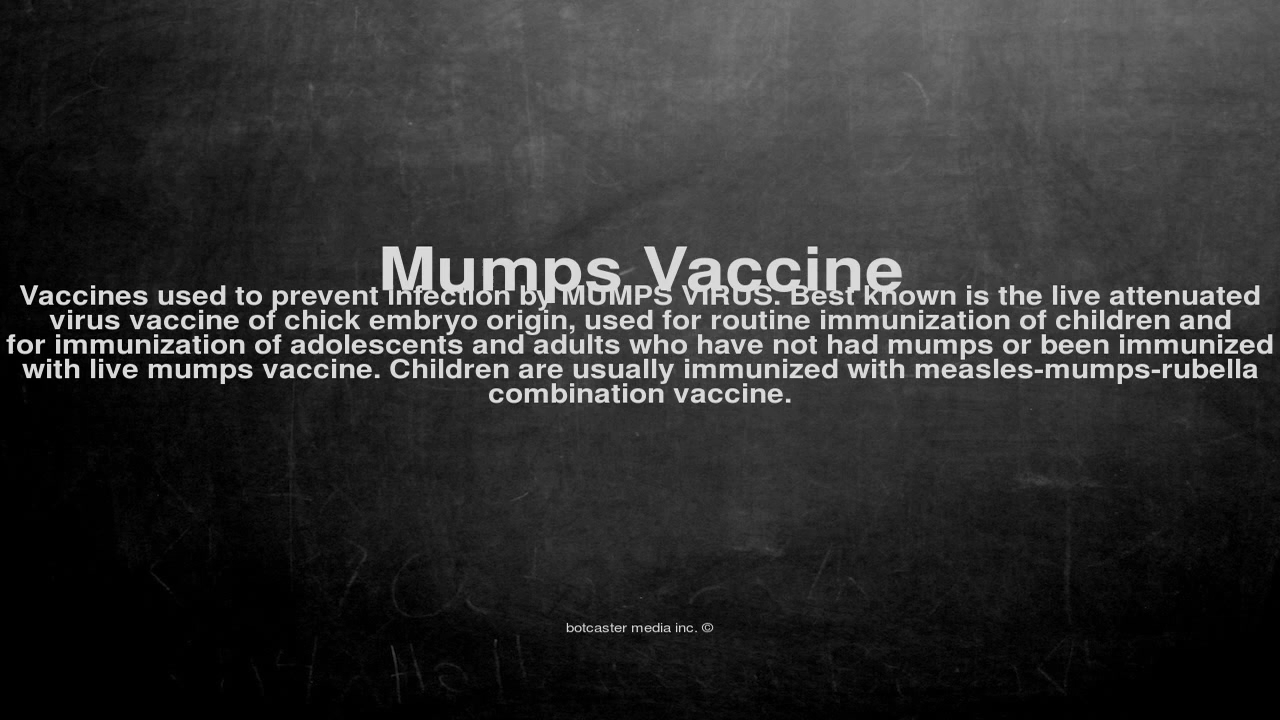 Mumps Vaccine
Vaccines used to prevent infection by MUMPS VIRUS. Best known is the live attenuated
virus vaccine of chick embryo origin, used for routine immunization of children and
for immunization of adolescents and adults who have not had mumps or been immunized
with live mumps vaccine. Children are usually immunized with measles-mumps-rubella
combination vaccine.
botcaster media inc. ©